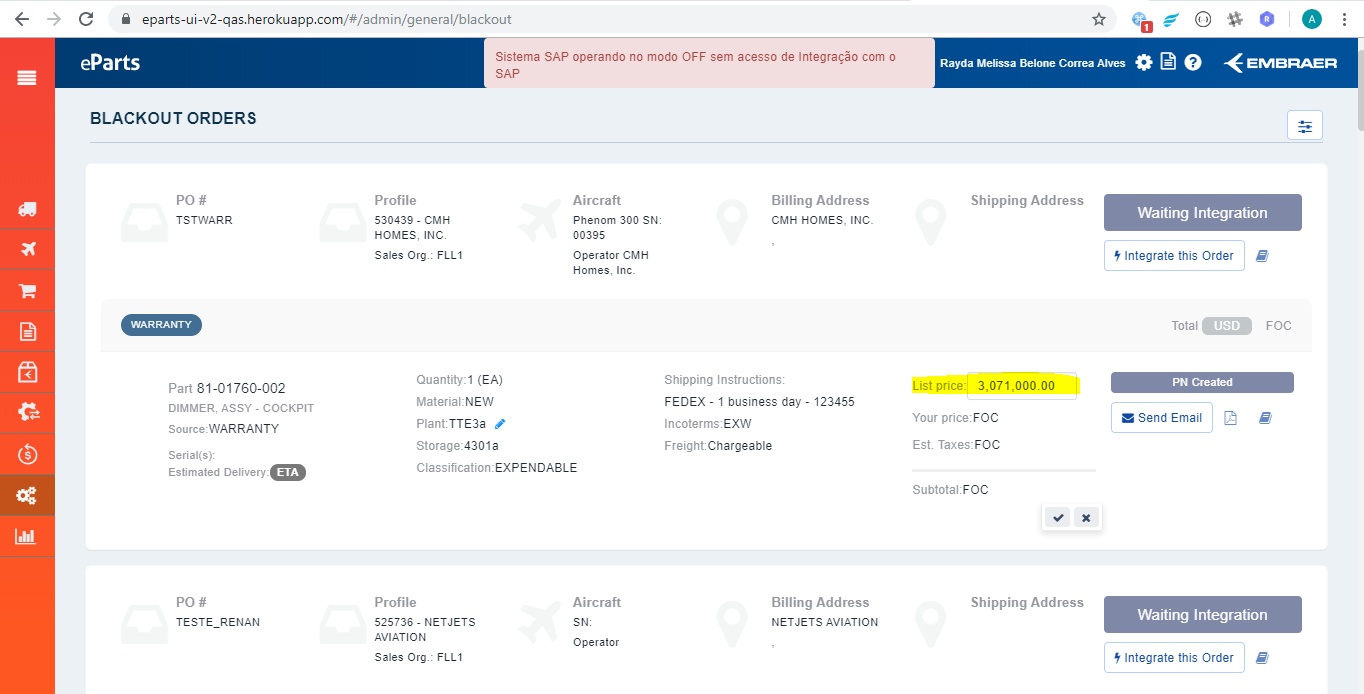 eparts-ui-v2-qas.herokuapp.com/#/admin/general/blackout
1
R
A
eParts
Sistema SAP operando no modo OFF sem acesso de Integração com o
SAP
Rayda Melissa Belone Correa Alves
EMBRAER
BLACKOUT ORDERS
PO #
TSTWARR
Profile
530439 - CMH
HOMES, INC.
Sales Org.: FLL1
Aircraft
Phenom 300 SN:
00395
Operator CMH
Homes, Inc.
Billing Address
CMH HOMES, INC.
,
Shipping Address
Waiting Integration
Integrate this Order
WARRANTY
Total USD FOC
Part 81-01760-002
DIMMER, ASSY - COCKPIT
Source:WARRANTY
Serial(s):
Estimated Delivery: ETA
Quantity:1 (EA)
Material:NEW
Plant:TTE3a
Storage:4301a
Classification:EXPENDABLE
Shipping Instructions:
FEDEX - 1 business day - 123455
Incoterms:EXW
Freight:Chargeable
List price: 3,071,000.00
Your price:FOC
Est. Taxes:FOC
Subtotal:FOC
PN Created
Send Email
PO #
TESTE_RENAN
Profile
525736 - NETJETS
AVIATION
Sales Org.: FLL1
Aircraft
SN:
Operator
Billing Address
NETJETS AVIATION
,
Shipping Address
Waiting Integration
Integrate this Order